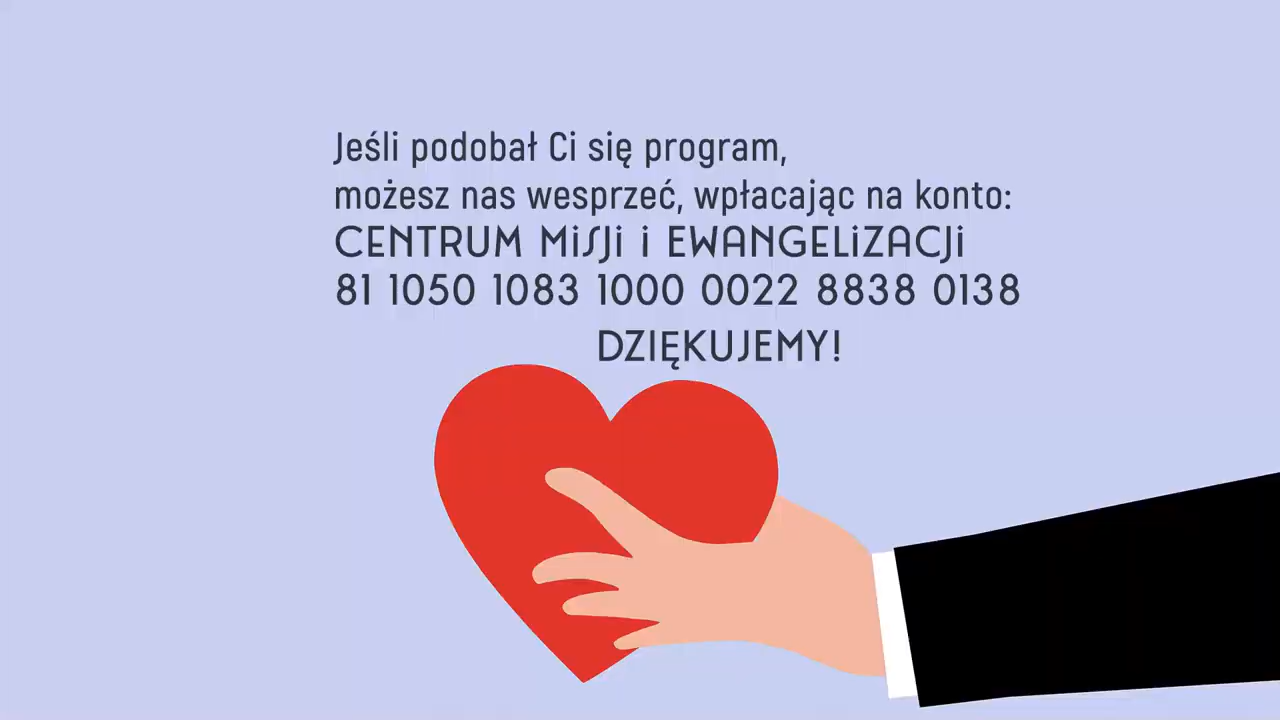 Jeśli podobał Ci się program,
możesz nas wesprzeć, wpłacając na konto:
CENTRUM MiSJi i EWANGELiZACJi
81 1050 1083 1000 0022 8838 0138
DZIĘKUJEMY!